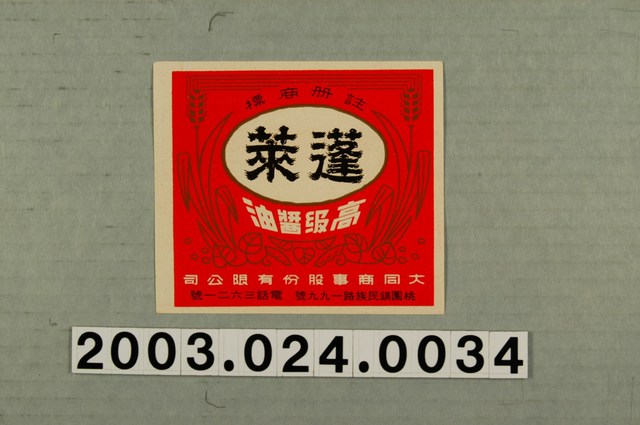 註册商標
蓬萊
高級醬油
大同商事股份有限公司
桃園鎮民族路一九九號 電話三六二一號
2003.024.0034